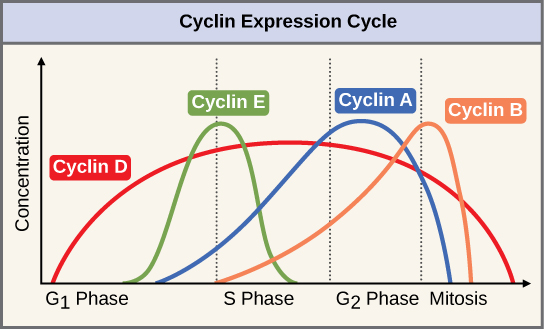 Cyclin Expression Cycle
Cyclin E
Cyclin A
Cyclin B
Cyclin D
Concentration
G1 Phase
S Phase
G2 Phase
Mitosis